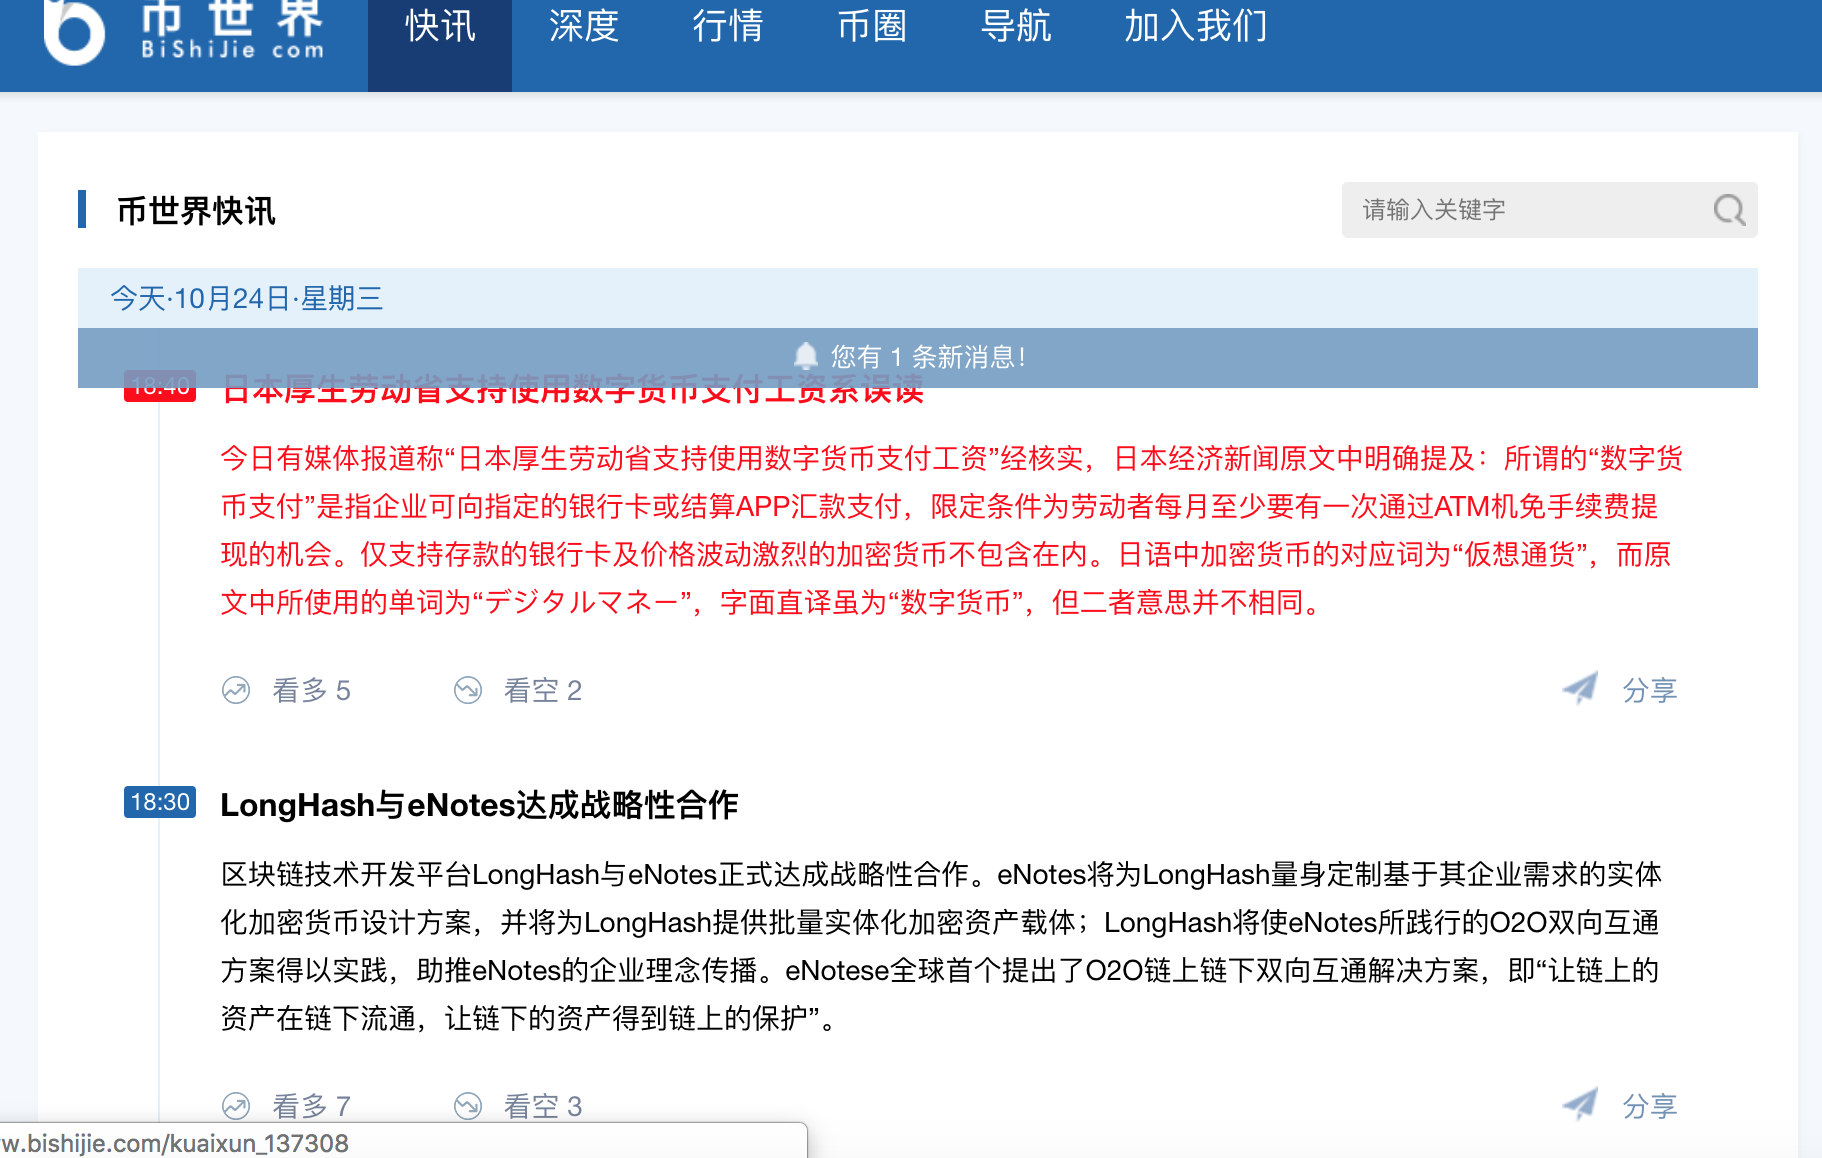 币世界
BiShiJie com
快讯
深度
行情
币圈
导航
加入我们
币世界快讯
请输入关键字
今天·10月24日·星期三
您有 1 条新消息！
18:40
日本厚生劳动省支持使用数字货币支付工资系误读
今日有媒体报道称“日本厚生劳动省支持使用数字货币支付工资”经核实，日本经济新闻原文中明确提及：所谓的“数字货
币支付”是指企业可向指定的银行卡或结算APP汇款支付，限定条件为劳动者每月至少要有一次通过ATM机免手续费提
现的机会。仅支持存款的银行卡及价格波动激烈的加密货币不包含在内。日语中加密货币的对应词为“仮想通货”，而原
文中所使用的单词为“デジタルマネー”，字面直译虽为“数字货币”，但二者意思并不相同。
看多 5
看空 2
分享
18:30
LongHash与eNotes达成战略性合作
区块链技术开发平台LongHash与eNotes正式达成战略性合作。eNotes将为LongHash量身定制基于其企业需求的实体
化加密货币设计方案，并将为LongHash提供批量实体化加密资产载体；LongHash将使eNotes所践行的O2O双向互通
方案得以实践，助推eNotes的企业理念传播。eNotese全球首个提出了O2O链上链下双向互通解决方案，即“让链上的
资产在链下流通，让链下的资产得到链上的保护”。
看多 7
看空 3
分享
w.bishijie.com/kuaixun_137308